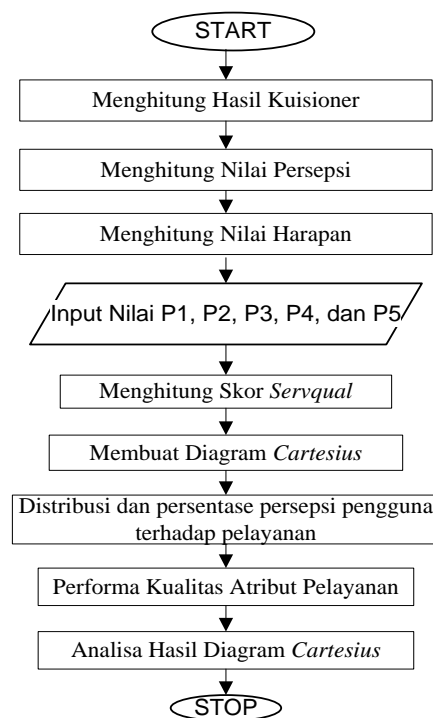 START
Menghitung Hasil Kuisioner
Menghitung Nilai Persepsi
Menghitung Nilai Harapan
Input Nilai P1, P2, P3, P4, dan P5
Menghitung Skor Servqual
Membuat Diagram Cartesius
Distribusi dan persentase persepsi pengguna
terhadap pelayanan
Performa Kualitas Atribut Pelayanan
Analisa Hasil Diagram Cartesius
STOP